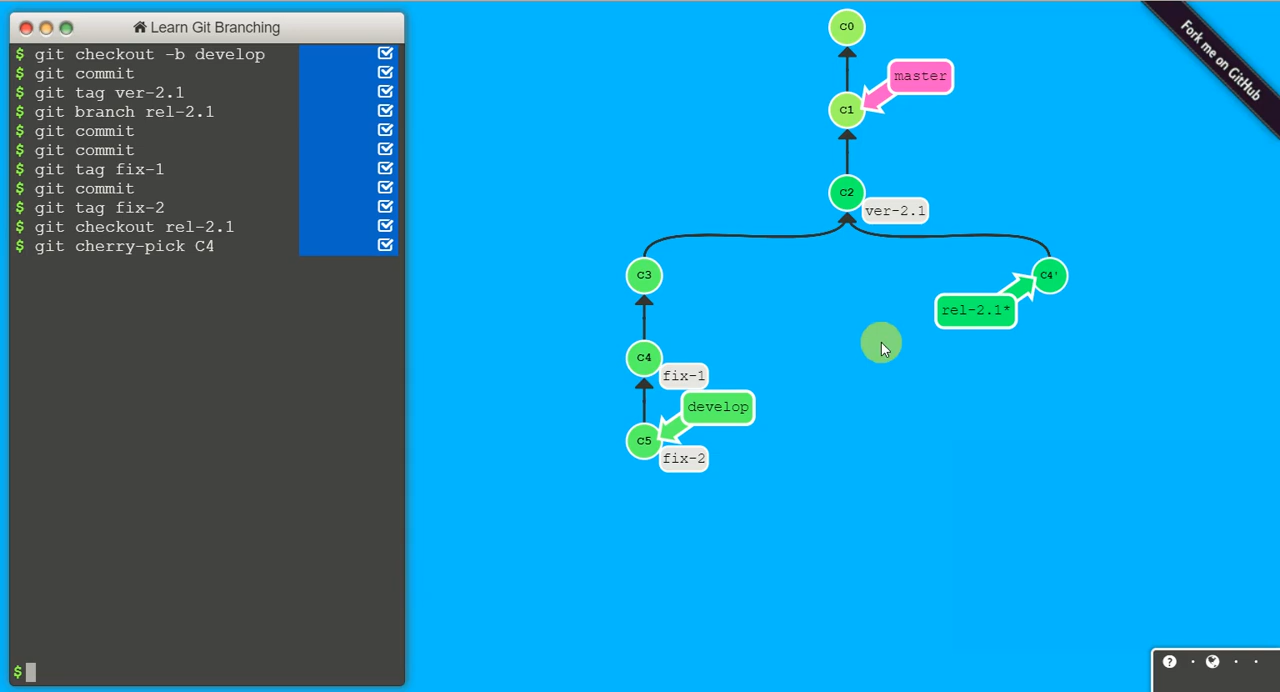 Learn Git Branching
$ git checkout -b develop
$ git commit
$ git tag ver-2.1
$ git branch rel-2.1
$ git commit
$ git commit
$ git tag fix-1
$ git commit
$ git tag fix-2
$ git checkout rel-2.1
$ git cherry-pick C4
$
C0
master
C1
C2
ver-2.1
C3
C4'
rel-2.1*
C4
fix-1
develop
C5
fix-2
Fork me on GitHub